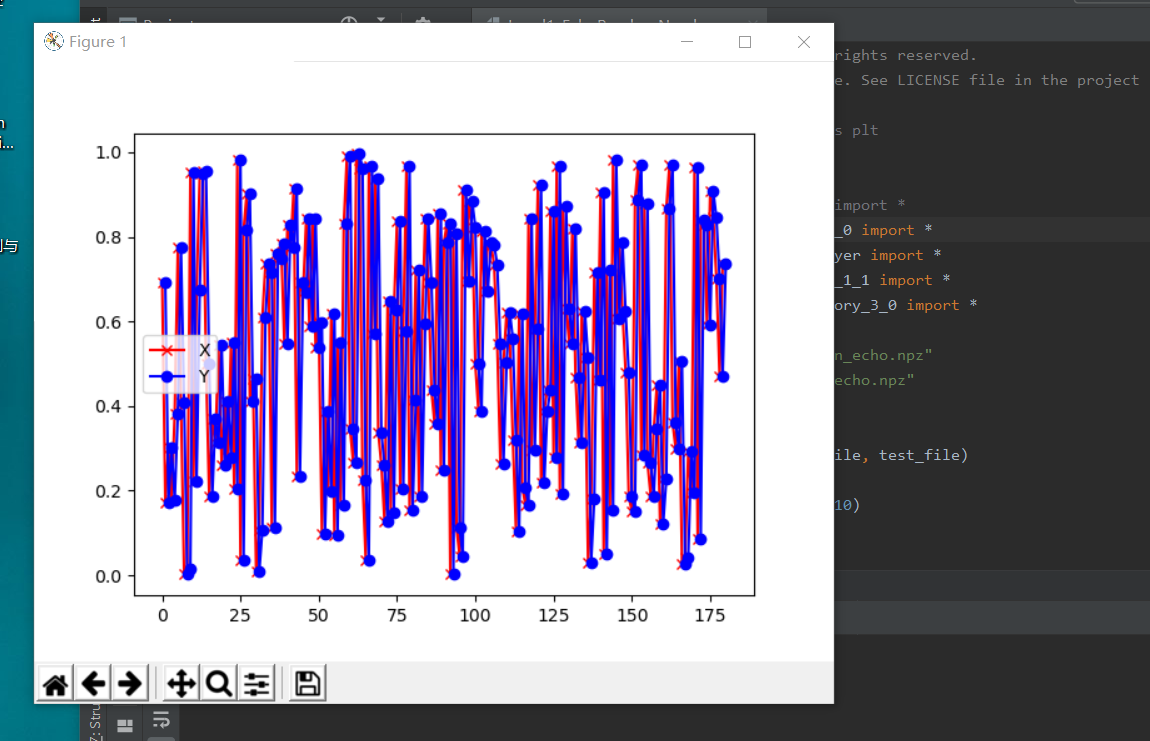 Figure 1
rights reserved.
e. See LICENSE file in the project
s plt
import *
_0 import *
yer import *
_1_1 import *
ory_3_0 import *
n_echo.npz"
echo.npz"
ile, test_file)
10)
1.0
0.8
0.6
0.4
0.2
0.0
X
Y
0 25 50 75 100 125 150 175
Z: Stru
与